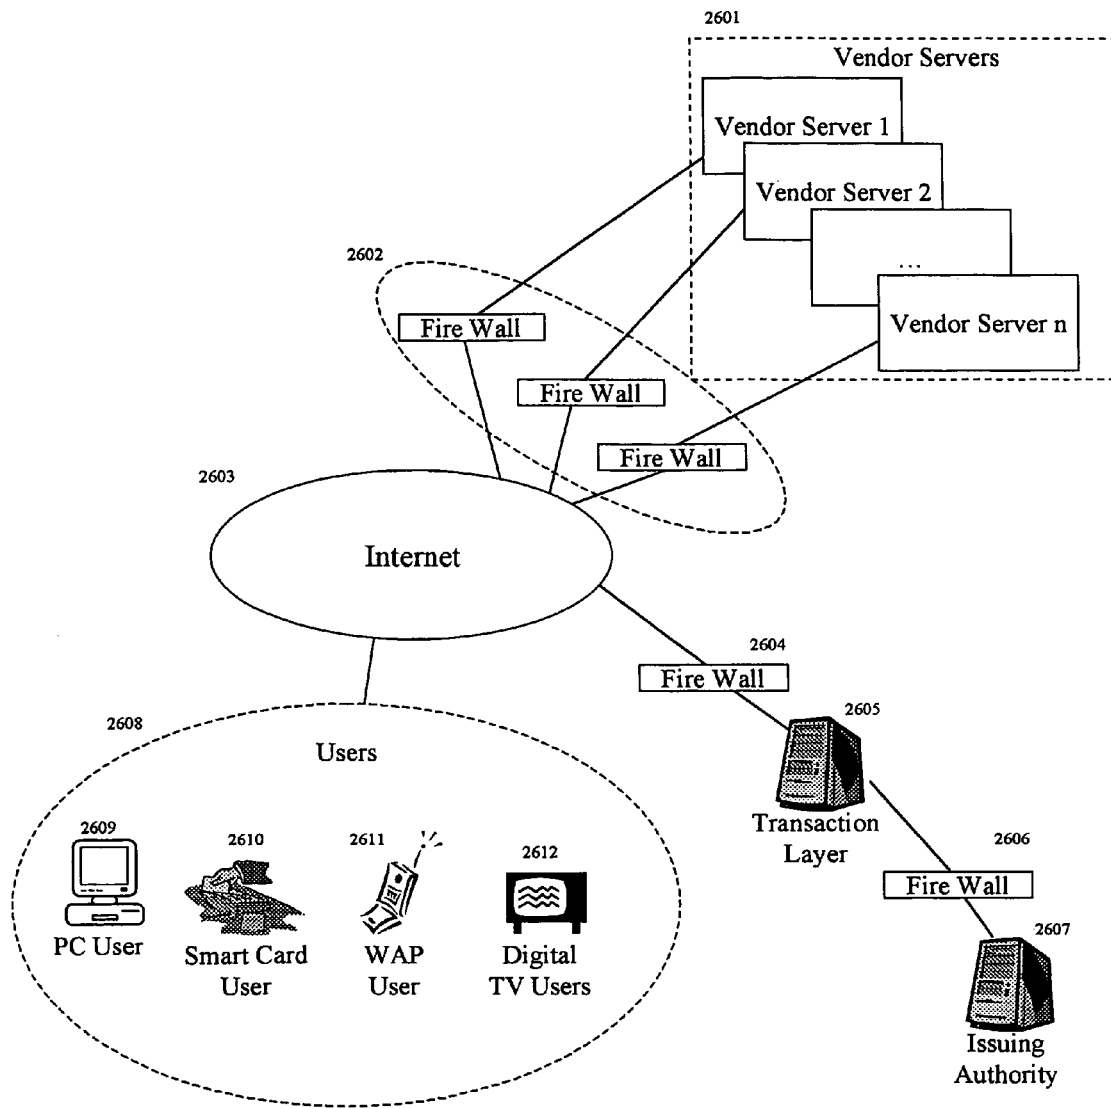 2601
Vendor Servers
Vendor Server 1
Vendor Server 2
...
Vendor Server n
2602
Fire Wall
Fire Wall
Fire Wall
2603
Internet
2604
Fire Wall
2605
Transaction
Layer
2606
Fire Wall
2607
Issuing
Authority
2608
Users
2609
PC User
2610
Smart Card
User
2611
WAP
User
2612
Digital
TV Users